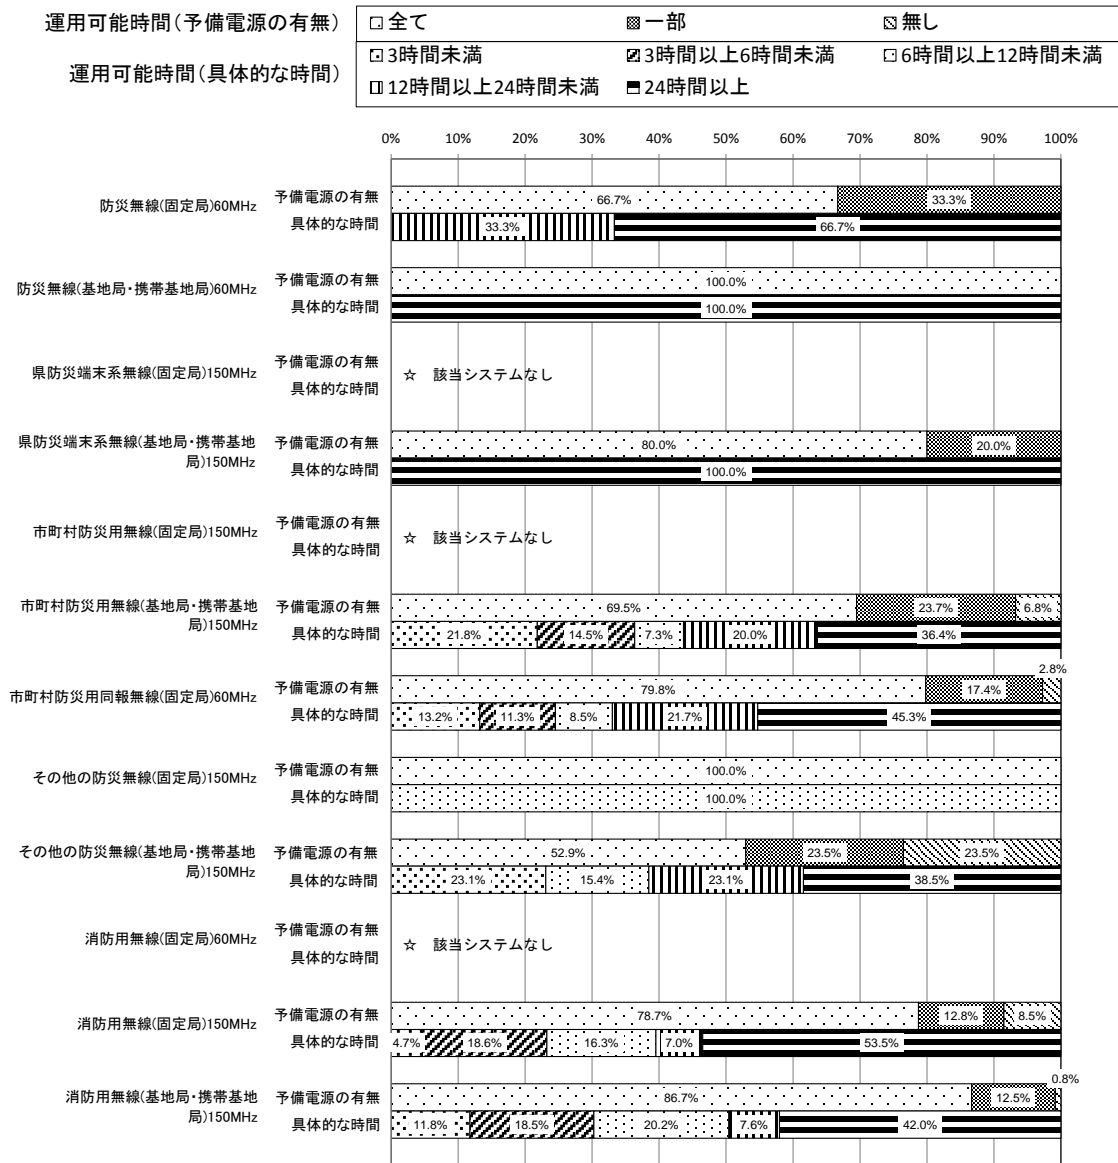 運用可能時間(予備電源の有無) 全て 一部 無し
運用可能時間(具体的な時間) 3時間未満 3時間以上6時間未満 6時間以上12時間未満
12時間以上24時間未満 24時間以上
0% 10% 20% 30% 40% 50% 60% 70% 80% 90% 100%
防災無線(固定局)60MHz
予備電源の有無 66.7% 33.3%
具体的な時間 33.3% 66.7%
防災無線(基地局・携帯基地局)60MHz
予備電源の有無 100.0%
具体的な時間 100.0%
県防災端末系無線(固定局)150MHz
予備電源の有無
具体的な時間
☆ 該当システムなし
県防災端末系無線(基地局・携帯基地
局)150MHz
予備電源の有無 80.0% 20.0%
具体的な時間 100.0%
市町村防災用無線(固定局)150MHz
予備電源の有無
具体的な時間
☆ 該当システムなし
市町村防災用無線(基地局・携帯基地
局)150MHz
予備電源の有無 69.5% 23.7% 6.8%
具体的な時間 21.8% 14.5% 7.3% 20.0% 36.4%
市町村防災用同報無線(固定局)60MHz
予備電源の有無 79.8% 17.4% 2.8%
具体的な時間 13.2% 11.3% 8.5% 21.7% 45.3%
その他の防災無線(固定局)150MHz
予備電源の有無 100.0%
具体的な時間 100.0%
その他の防災無線(基地局・携帯基地
局)150MHz
予備電源の有無 52.9% 23.5% 23.5%
具体的な時間 23.1% 15.4% 23.1% 38.5%
消防用無線(固定局)60MHz
予備電源の有無
具体的な時間
☆ 該当システムなし
消防用無線(固定局)150MHz
予備電源の有無 78.7% 12.8% 8.5%
具体的な時間 4.7% 18.6% 16.3% 7.0% 53.5%
消防用無線(基地局・携帯基地
局)150MHz
予備電源の有無 86.7% 12.5% 0.8%
具体的な時間 11.8% 18.5% 20.2% 7.6% 42.0%